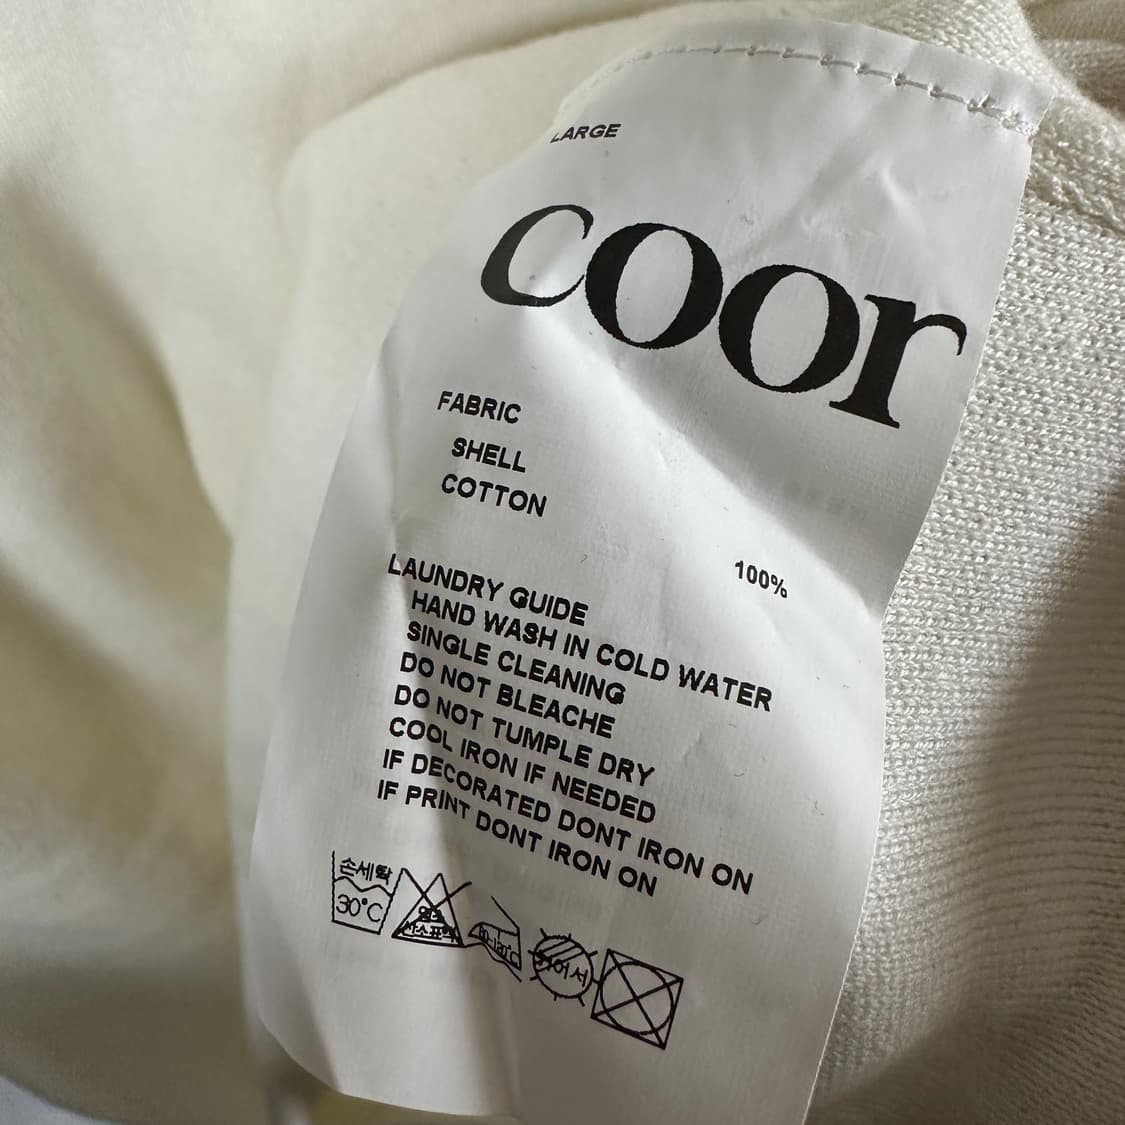 LARGE
coor
FABRIC
SHELL
COTTON
100%
LAUNDRY GUIDE
HAND WASH IN COLD WATER
SINGLE CLEANING
DO NOT BLEACHE
DO NOT TUMPLE DRY
COOL IRON IF NEEDED
IF DECORATED DONT IRON ON
IF PRINT DONT IRON ON
손세탁
30°C